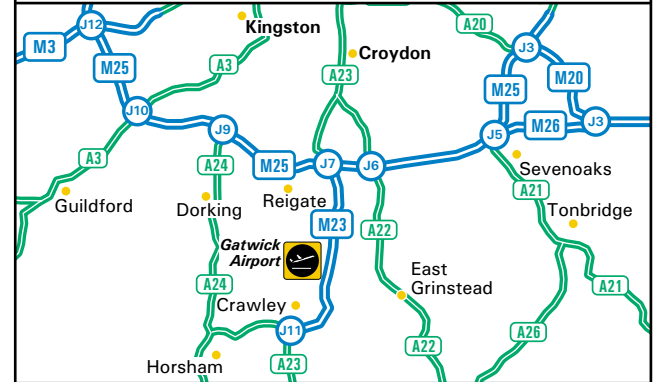 J12
Kingston
A20
M3
J3
Croydon
M25
A3
A23
M20
M25
J10
J9
J3
M26
J5
A3
A24
M25
J7
J6
Sevenoaks
A21
Guildford
Dorking
Reigate
Tonbridge
M23
A22
Gatwick
Airport
East
Grinstead
A24
A21
Crawley
J11
A26
A22
Horsham
A23